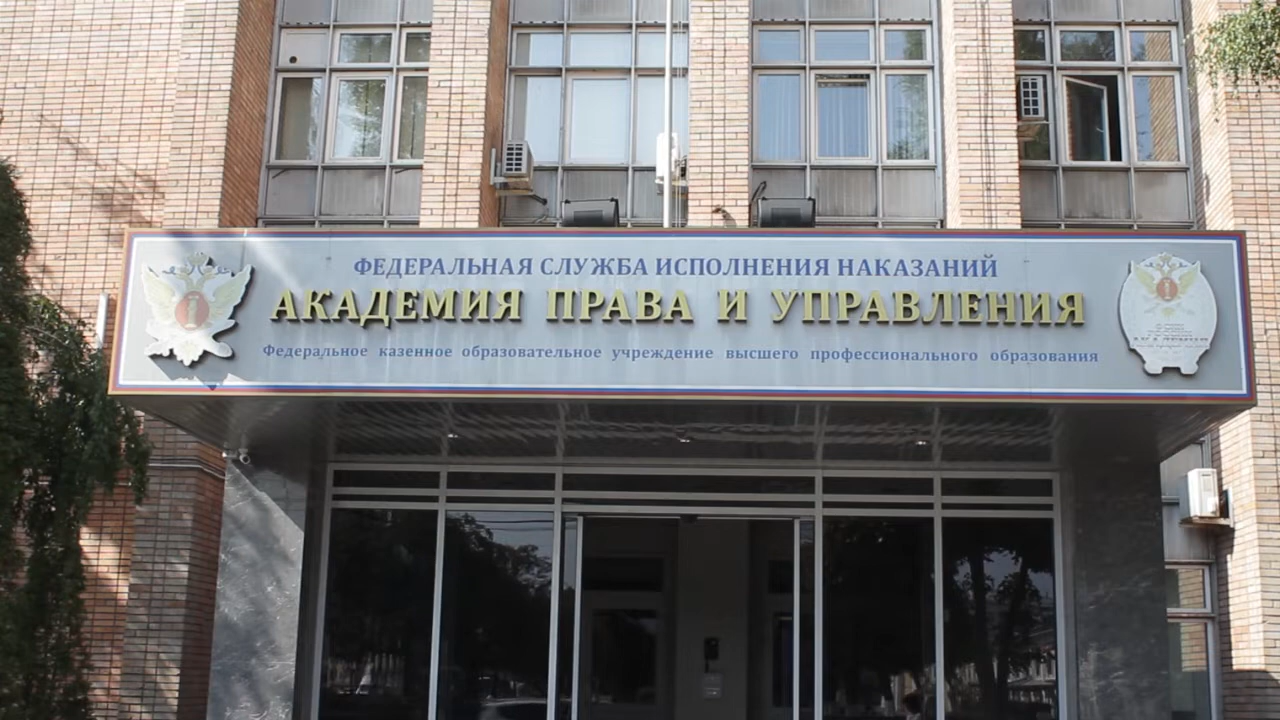 ФЕДЕРАЛЬНАЯ СЛУЖБА ИСПОЛНЕНИЯ НАКАЗАНИЙ
АКАДЕМИЯ ПРАВА И УПРАВЛЕНИЯ
Федеральное казенное образовательное учреждение высшего профессионального образования